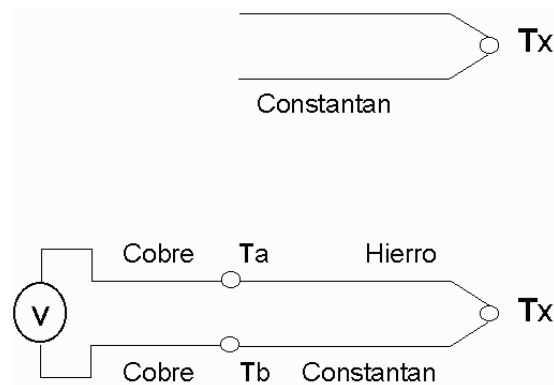 Tx
Constantan
Cobre Ta Hierro
V Tx
Cobre Tb Constantan